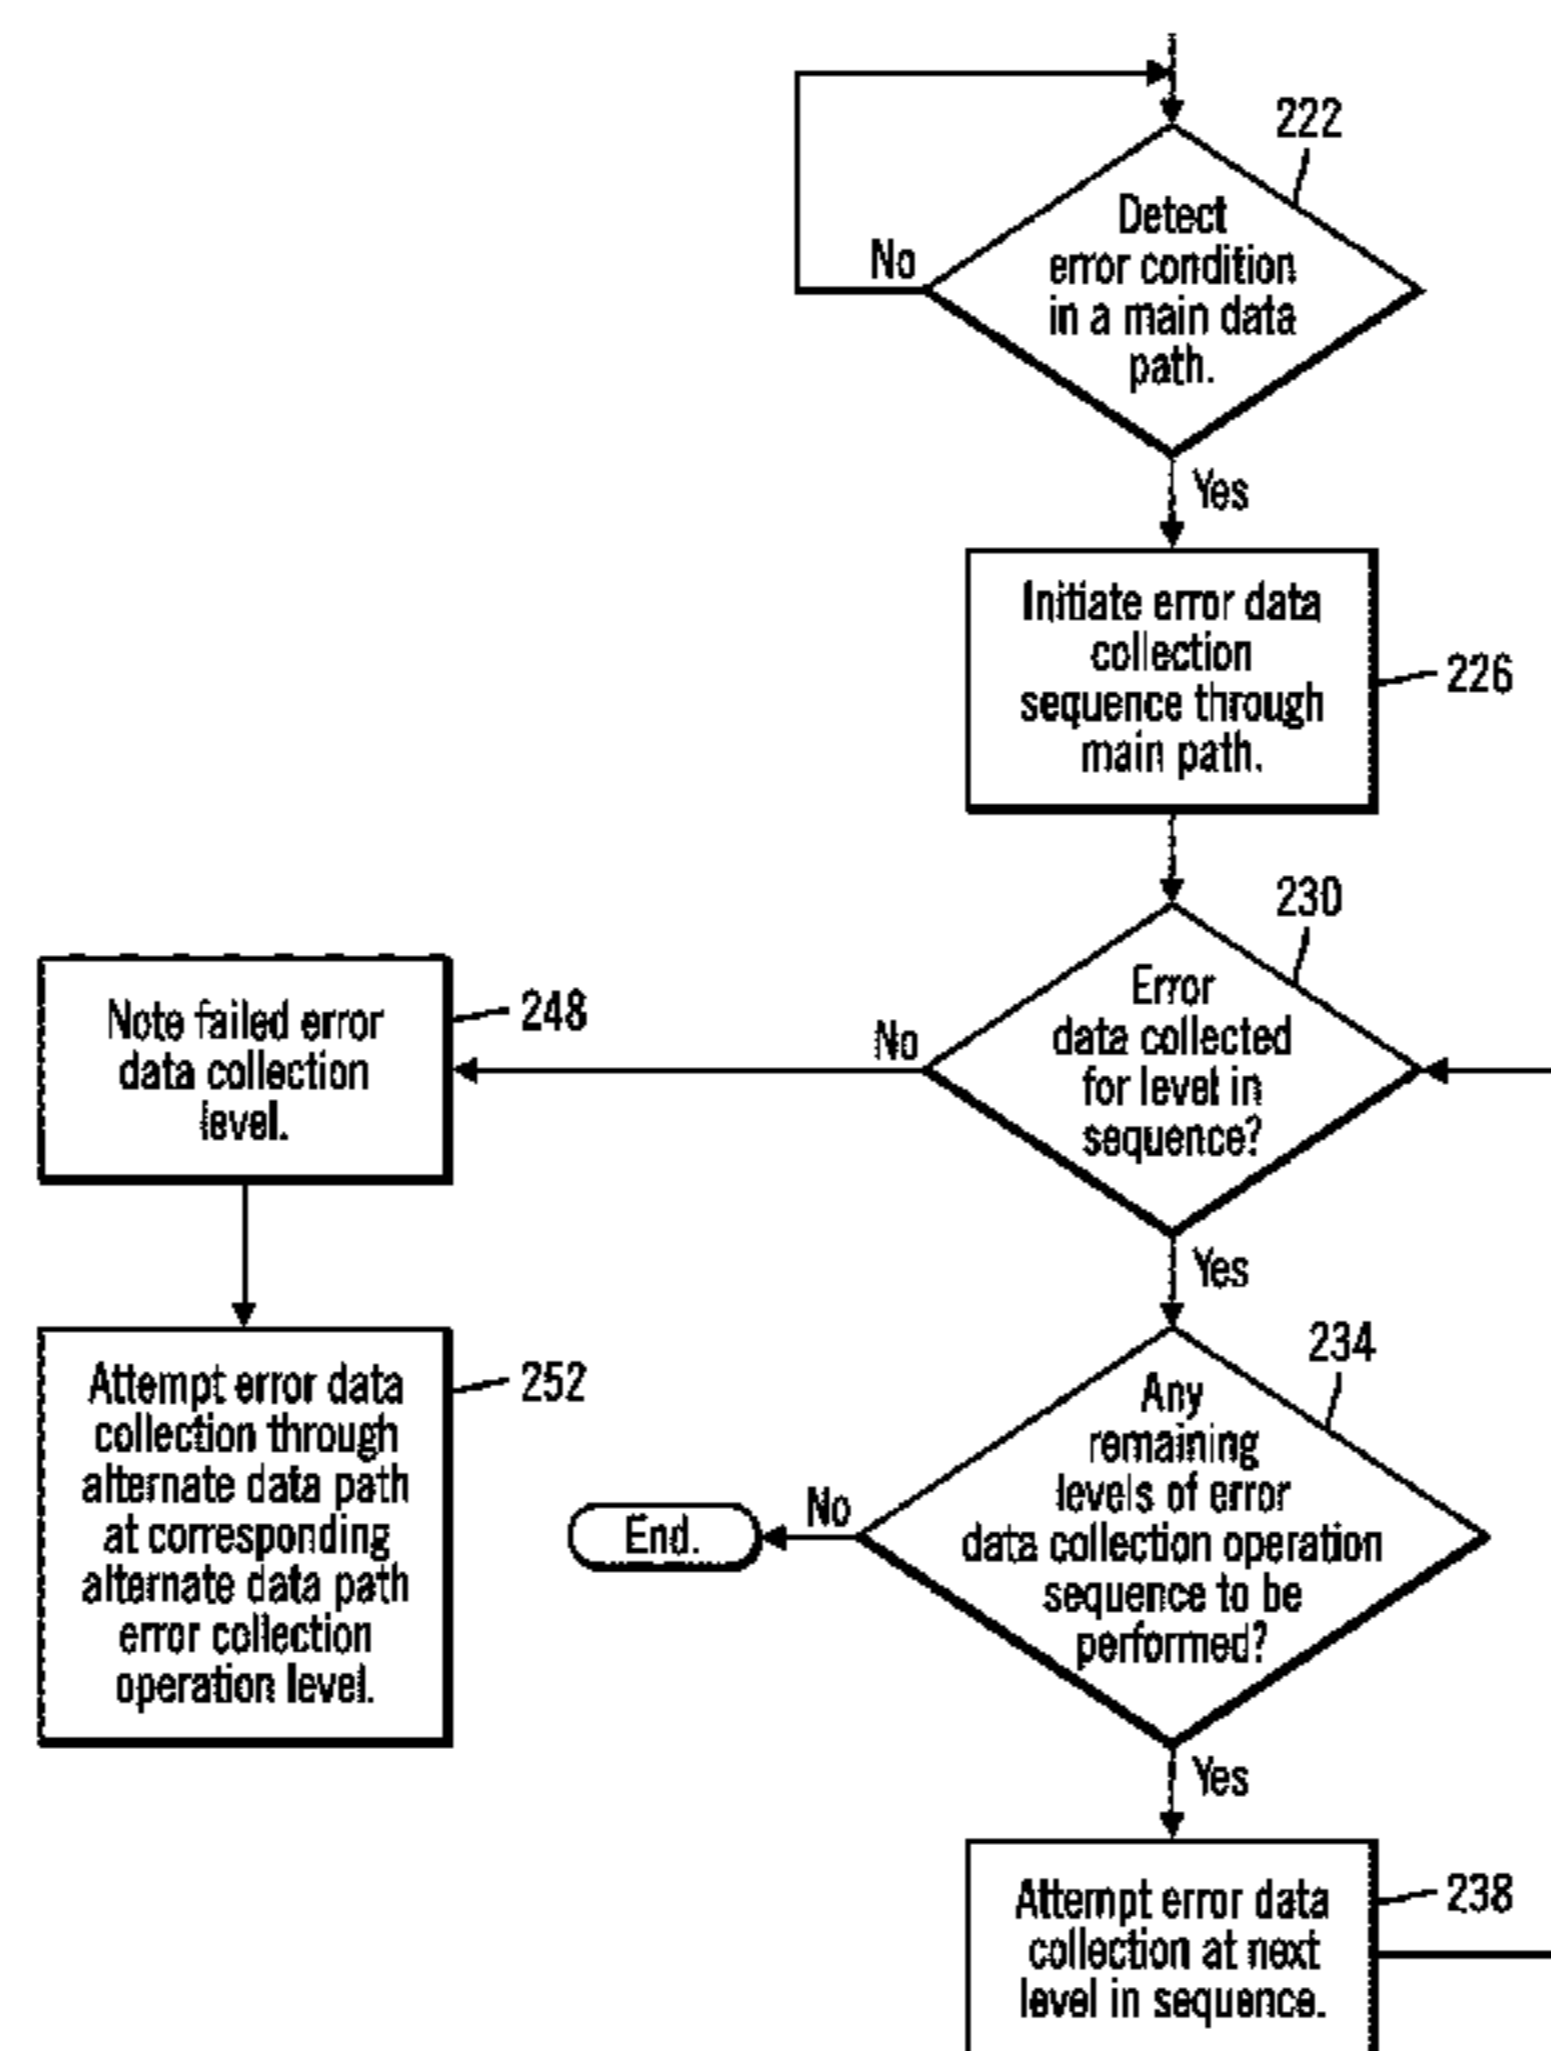 222
Detect
error condition
in a main data
path.
No
Yes
Initiate error data
collection
sequence through
main path.
226
230
Error
data collected
for level in
sequence?
No
Yes
Note failed error
data collection
level.
248
Attempt error data
collection through
alternate data path
at corresponding
alternate data path
error collection
operation level.
252
234
Any
remaining
levels of error
data collection operation
sequence to be
performed?
No
End.
Yes
Attempt error data
collection at next
level in sequence.
238